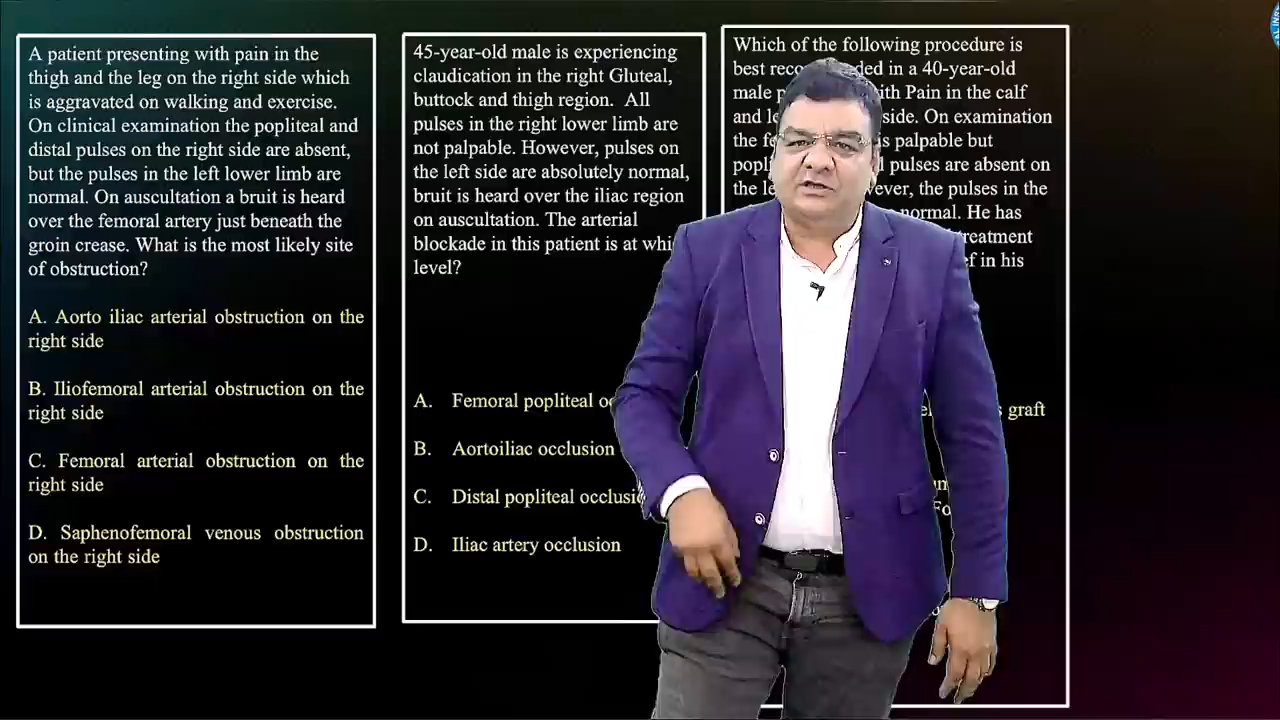 A patient presenting with pain in the
thigh and the leg on the right side which
is aggravated on walking and exercise.
On clinical examination the popliteal and
distal pulses on the right side are absent,
but the pulses in the left lower limb are
normal. On auscultation a bruit is heard
over the femoral artery just beneath the
groin crease. What is the most likely site
of obstruction?
A. Aorto iliac arterial obstruction on the
right side
B. Iliofemoral arterial obstruction on the
right side
C. Femoral arterial obstruction on the
right side
D. Saphenofemoral venous obstruction
on the right side
45-year-old male is experiencing
claudication in the right Gluteal,
buttock and thigh region. All
pulses in the right lower limb are
not palpable. However, pulses on
the left side are absolutely normal,
bruit is heard over the iliac region
on auscultation. The arterial
blockade in this patient is at
level?
A. Femoral popliteal
B. Aortoiliac occlusion
C. Distal popliteal
D. Iliac artery occlusion
Which of the following procedure is
best in a 40-year-old
male Pain in the calf
and side. On examination
the is palpable but
pulses are absent on
the the pulses in the
normal. He has
treatment
in his
graft